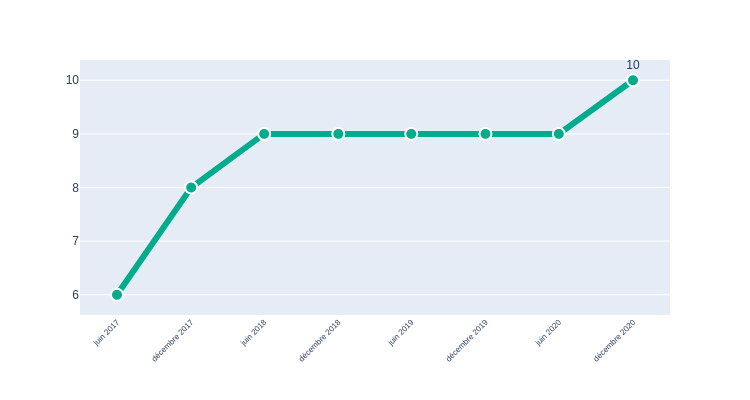 10
10
9
8
7
6
juin 2017
décembre 2017
juin 2018
décembre 2018
juin 2019
décembre 2019
juin 2020
décembre 2020